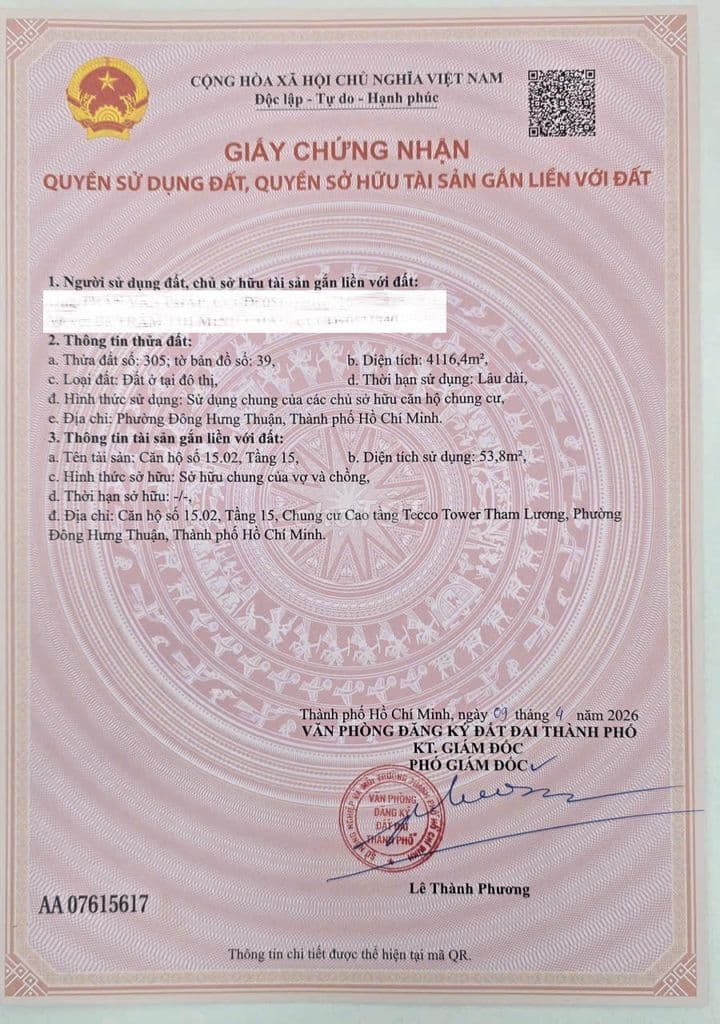 CỘNG HÒA XÃ HỘI CHỦ NGHĨA VIỆT NAM
Độc lập - Tự do - Hạnh phúc
GIẤY CHỨNG NHẬN
QUYỀN SỬ DỤNG ĐẤT, QUYỀN SỞ HỮU TÀI SẢN GẮN LIỀN VỚI ĐẤT
1. Người sử dụng đất, chủ sở hữu tài sản gắn liền với đất:
2. Thông tin thửa đất:
a. Thửa đất số: 305; tờ bản đồ số: 39, b. Diện tích: 4116,4m²,
c. Loại đất: Đất ở tại đô thị, d. Thời hạn sử dụng: Lâu dài,
đ. Hình thức sử dụng: Sử dụng chung của các chủ sở hữu căn hộ chung cư,
e. Địa chỉ: Phường Đông Hưng Thuận, Thành phố Hồ Chí Minh.
3. Thông tin tài sản gắn liền với đất:
a. Tên tài sản: Căn hộ số 15.02, Tầng 15, b. Diện tích sử dụng: 53,8m²,
c. Hình thức sở hữu: Sở hữu chung của vợ và chồng,
d. Thời hạn sở hữu: -/-,
đ. Địa chỉ: Căn hộ số 15.02, Tầng 15, Chung cư Cao tầng Tecco Tower Tham Lương, Phường
Đông Hưng Thuận, Thành phố Hồ Chí Minh.
Thành phố Hồ Chí Minh, ngày 09 tháng 4 năm 2026
VĂN PHÒNG ĐĂNG KÝ ĐẤT ĐAI THÀNH PHỐ
KT. GIÁM ĐỐC
PHÓ GIÁM ĐỐC
VĂN PHÒNG
ĐĂNG KÝ
ĐẤT ĐAI
THÀNH PHỐ
Lê Thành Phương
AA 07615617
Thông tin chi tiết được thể hiện tại mã QR.